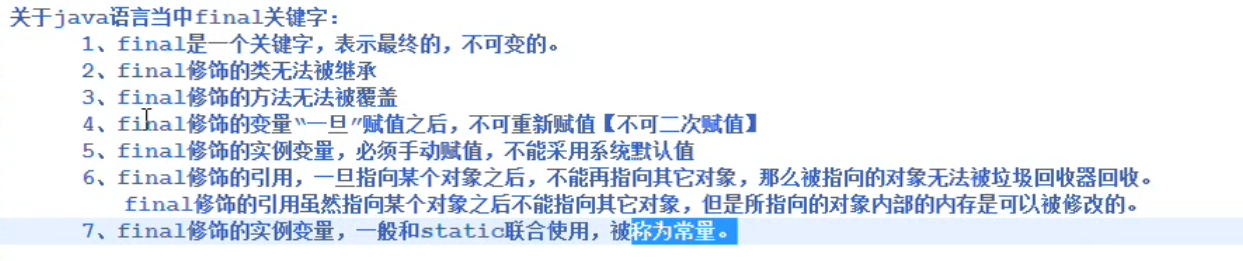 关于java语言当中final关键字:
1、final是一个关键字，表示最终的，不可变的。
2、final修饰的类无法被继承
3、final修饰的方法无法被覆盖
4、final修饰的变量“一旦”赋值之后，不可重新赋值【不可二次赋值】
5、final修饰的实例变量，必须手动赋值，不能采用系统默认值
6、final修饰的引用，一旦指向某个对象之后，不能再指向其它对象，那么被指向的对象无法被垃圾回收器回收。
final修饰的引用虽然指向某个对象之后不能指向其它对象，但是所指向的对象内部的内存是可以被修改的。
7、final修饰的实例变量，一般和static联合使用，被称为常量。